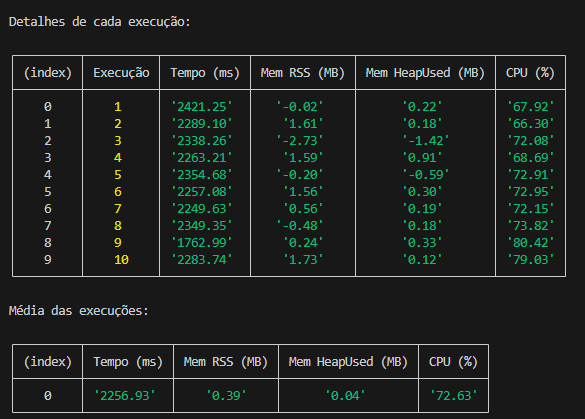 Detalhes de cada execução:
(index) Execução Tempo (ms) Mem RSS (MB) Mem HeapUsed (MB) CPU (%)
0 1 '2421.25' '-0.02' '0.22' '67.92'
1 2 '2289.10' '1.61' '0.18' '66.30'
2 3 '2338.26' '-2.73' '-1.42' '72.08'
3 4 '2263.21' '1.59' '0.91' '68.69'
4 5 '2354.68' '-0.20' '-0.59' '72.91'
5 6 '2257.08' '1.56' '0.30' '72.95'
6 7 '2249.63' '0.56' '0.19' '72.15'
7 8 '2349.35' '-0.48' '0.18' '73.82'
8 9 '1762.99' '0.24' '0.33' '80.42'
9 10 '2283.74' '1.73' '0.12' '79.03'
Média das execuções:
(index) Tempo (ms) Mem RSS (MB) Mem HeapUsed (MB) CPU (%)
0 '2256.93' '0.39' '0.04' '72.63'